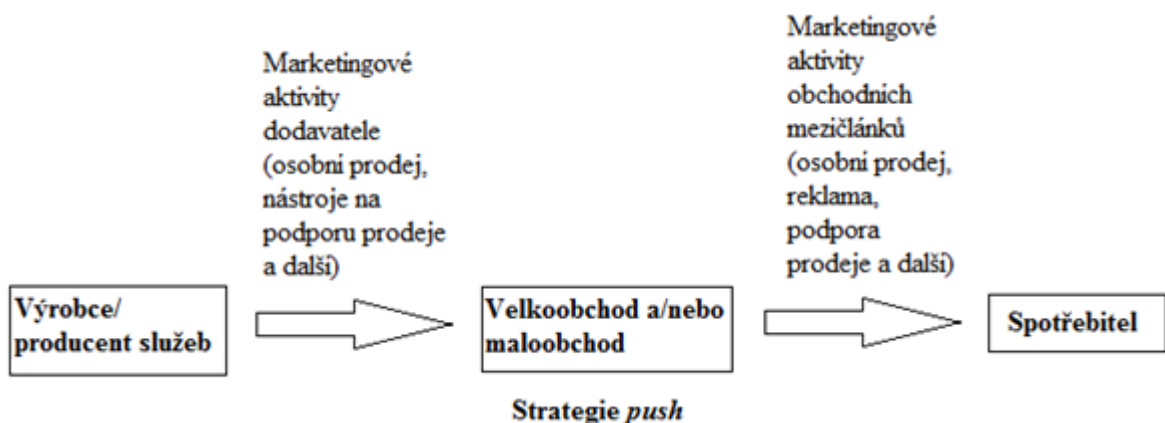 Marketingové
aktivity
dodavatele
(osobní prodej,
nástroje na
podporu prodeje
a další)
Marketingové
aktivity
obchodních
mezičlánků
(osobní prodej,
reklama,
podpora
prodeje a další)
Výrobce/
producent služeb
Velkoobchod a/nebo
maloobchod
Spotřebitel
Strategie push